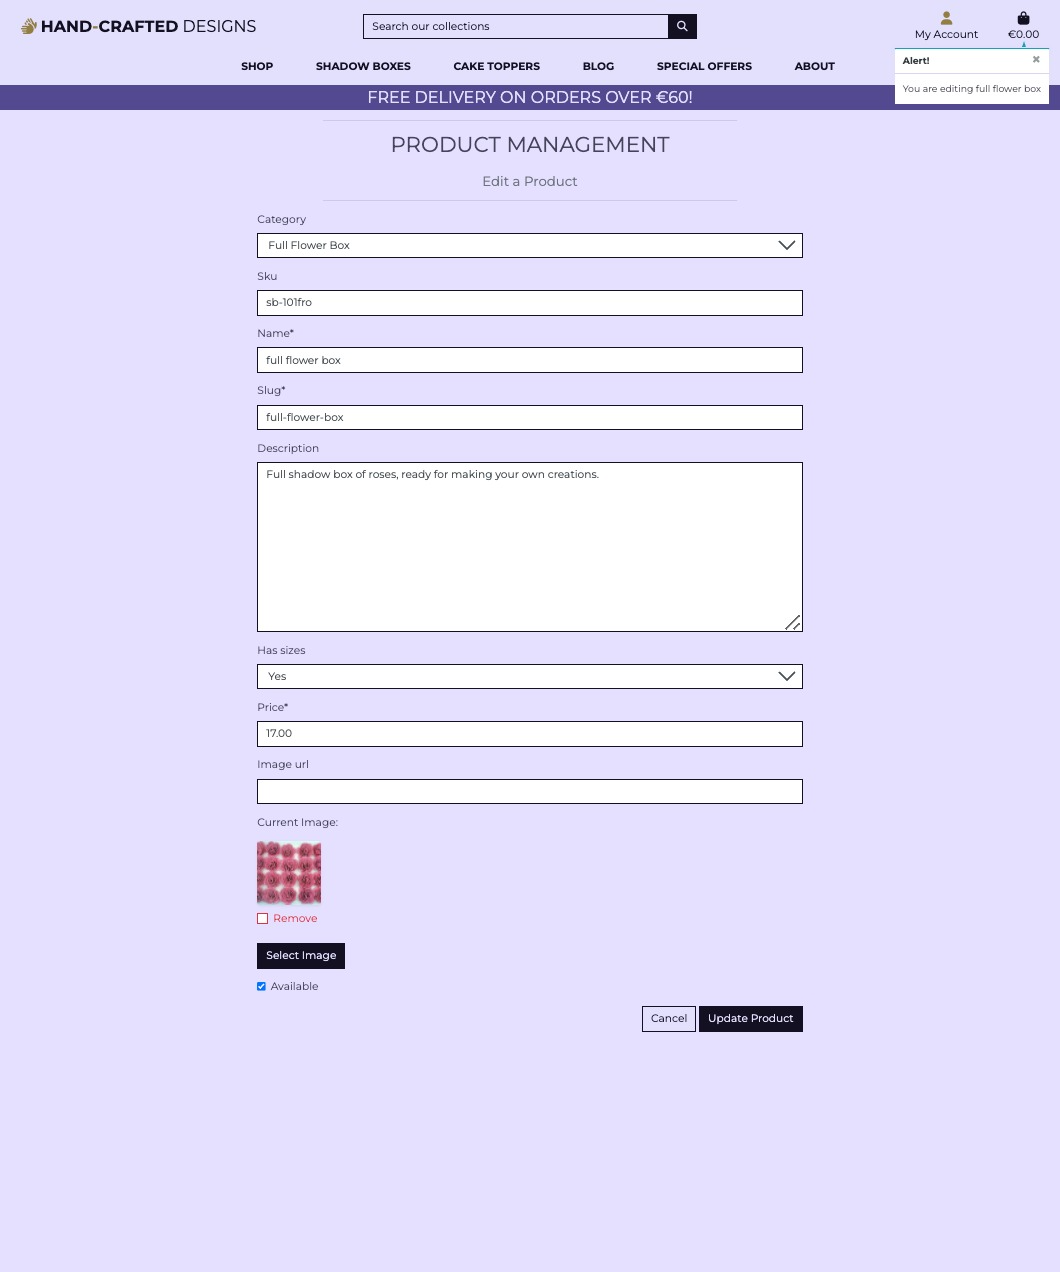 HAND-CRAFTED DESIGNS
Search our collections
My Account
€0.00
SHOP
SHADOW BOXES
CAKE TOPPERS
BLOG
SPECIAL OFFERS
ABOUT
Alert!
You are editing full flower box
FREE DELIVERY ON ORDERS OVER €60!
PRODUCT MANAGEMENT
Edit a Product
Category
Full Flower Box
Sku
sb-101fro
Name*
full flower box
Slug*
full-flower-box
Description
Full shadow box of roses, ready for making your own creations.
Has sizes
Yes
Price*
17.00
Image url
Current Image:
Remove
Select Image
Available
Cancel
Update Product